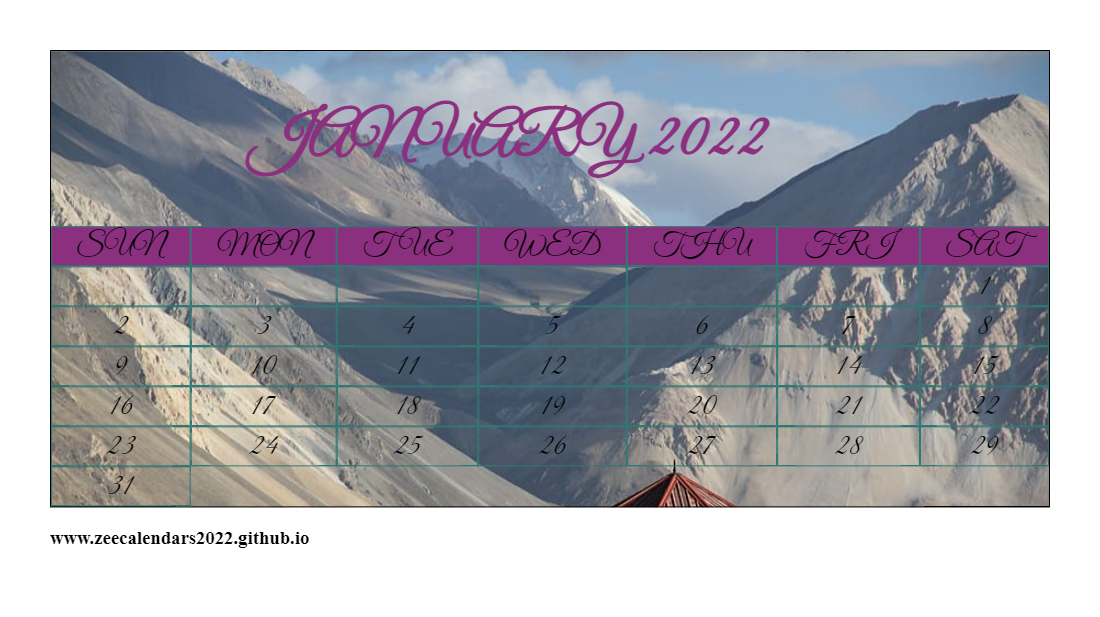 JANUARY 2022
SUN MON TUE WED THU FRI SAT
1
2 3 4 5 6 7 8
9 10 11 12 13 14 15
16 17 18 19 20 21 22
23 24 25 26 27 28 29
31
www.zeecalendars2022.github.io